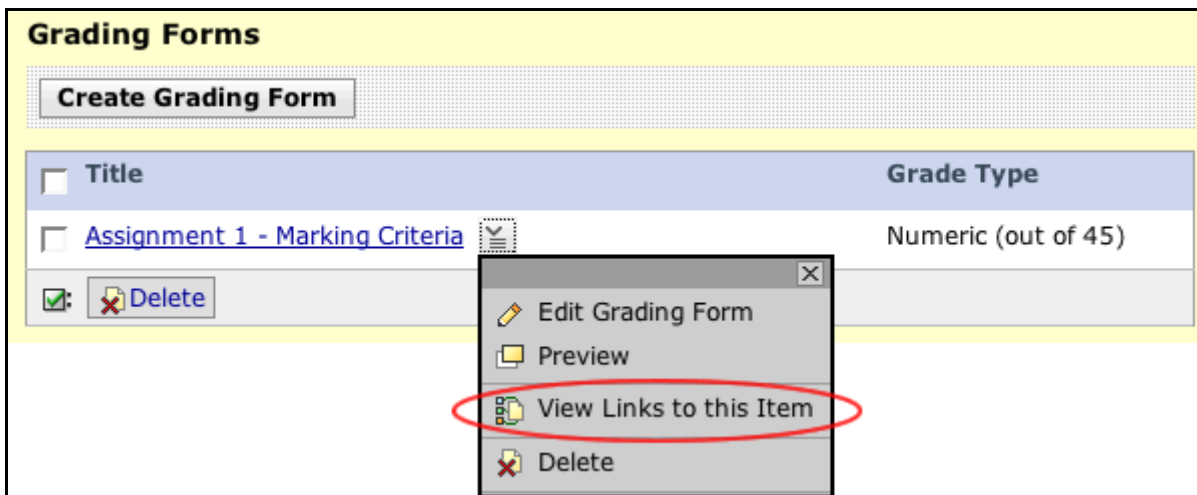 Grading Forms
Create Grading Form
Title Grade Type
Assignment 1 - Marking Criteria Numeric (out of 45)
: Delete
Edit Grading Form
Preview
View Links to this Item
Delete